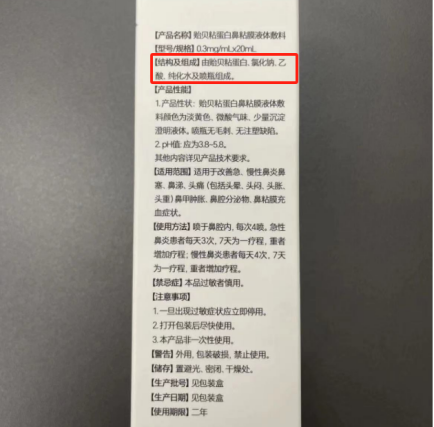 【产品名称】贻贝粘蛋白鼻粘膜液体敷料
【型号/规格】0.3mg/mLx20mL
【结构及组成】由贻贝粘蛋白、氯化钠、乙
酸、纯化水及喷瓶组成。
【产品性能】
1.产品性状：贻贝粘蛋白鼻粘膜液体敷
料颜色为淡黄色，微酸气味，少量沉淀
澄明液体。喷瓶无毛刺，无注塑缺陷。
2.pH值：应为3.8-5.8。
其他内容详见产品技术要求。
【适用范围】适用于改善急、慢性鼻炎鼻
塞、鼻涕、头痛（包括头晕、头闷、头胀、
头重）鼻甲肿胀、鼻腔分泌物、鼻粘膜充
血症状。
【使用方法】喷于鼻腔内，每次4喷。急性
鼻炎患者每天3次，7天为一疗程，重者
增加疗程；慢性鼻炎患者每天4次，7天
为一疗程，重者增加疗程。
【禁忌症】本品过敏者慎用。
【注意事项】
1.一旦出现过敏症状应立即停用。
2.打开包装后尽快使用。
3.本产品非一次性使用。
【警告】外用，包装破损，禁止使用。
【储存】置避光、密闭、干燥处。
【生产批号】见包装盒
【生产日期】见包装盒
【使用期限】二年